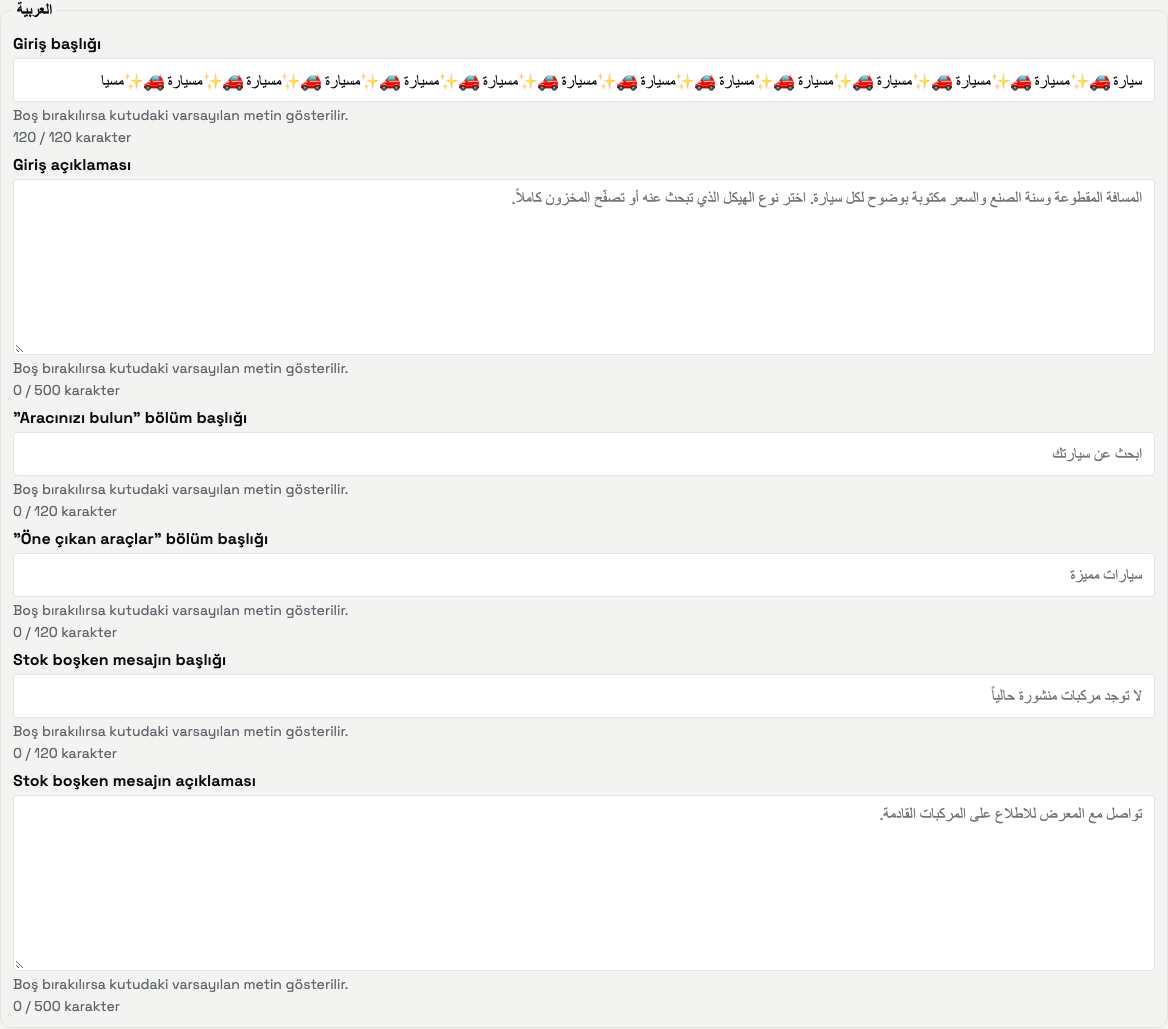 العربية
Giriş başlığı
سيارة 🚗✨مسيارة 🚗✨مسيارة 🚗✨مسيارة 🚗✨مسيارة 🚗✨مسيارة 🚗✨مسيارة 🚗✨مسيارة 🚗✨مسيارة 🚗✨مسيارة 🚗✨مسيارة 🚗✨مسيارة 🚗✨مسيارة 🚗✨مسيا
Boş bırakılırsa kutudaki varsayılan metin gösterilir.
120 / 120 karakter
Giriş açıklaması
المسافة المقطوعة وسنة الصنع والسعر مكتوبة بوضوح لكل سيارة. اختر نوع الهيكل الذي تبحث عنه أو تصفّح المخزون كاملاً.
Boş bırakılırsa kutudaki varsayılan metin gösterilir.
0 / 500 karakter
”Aracınızı bulun” bölüm başlığı
ابحث عن سيارتك
Boş bırakılırsa kutudaki varsayılan metin gösterilir.
0 / 120 karakter
”Öne çıkan araçlar” bölüm başlığı
سيارات مميزة
Boş bırakılırsa kutudaki varsayılan metin gösterilir.
0 / 120 karakter
Stok boşken mesajın başlığı
لا توجد مركبات منشورة حالياً
Boş bırakılırsa kutudaki varsayılan metin gösterilir.
0 / 120 karakter
Stok boşken mesajın açıklaması
تواصل مع المعرض للاطلاع على المركبات القادمة.
Boş bırakılırsa kutudaki varsayılan metin gösterilir.
0 / 500 karakter